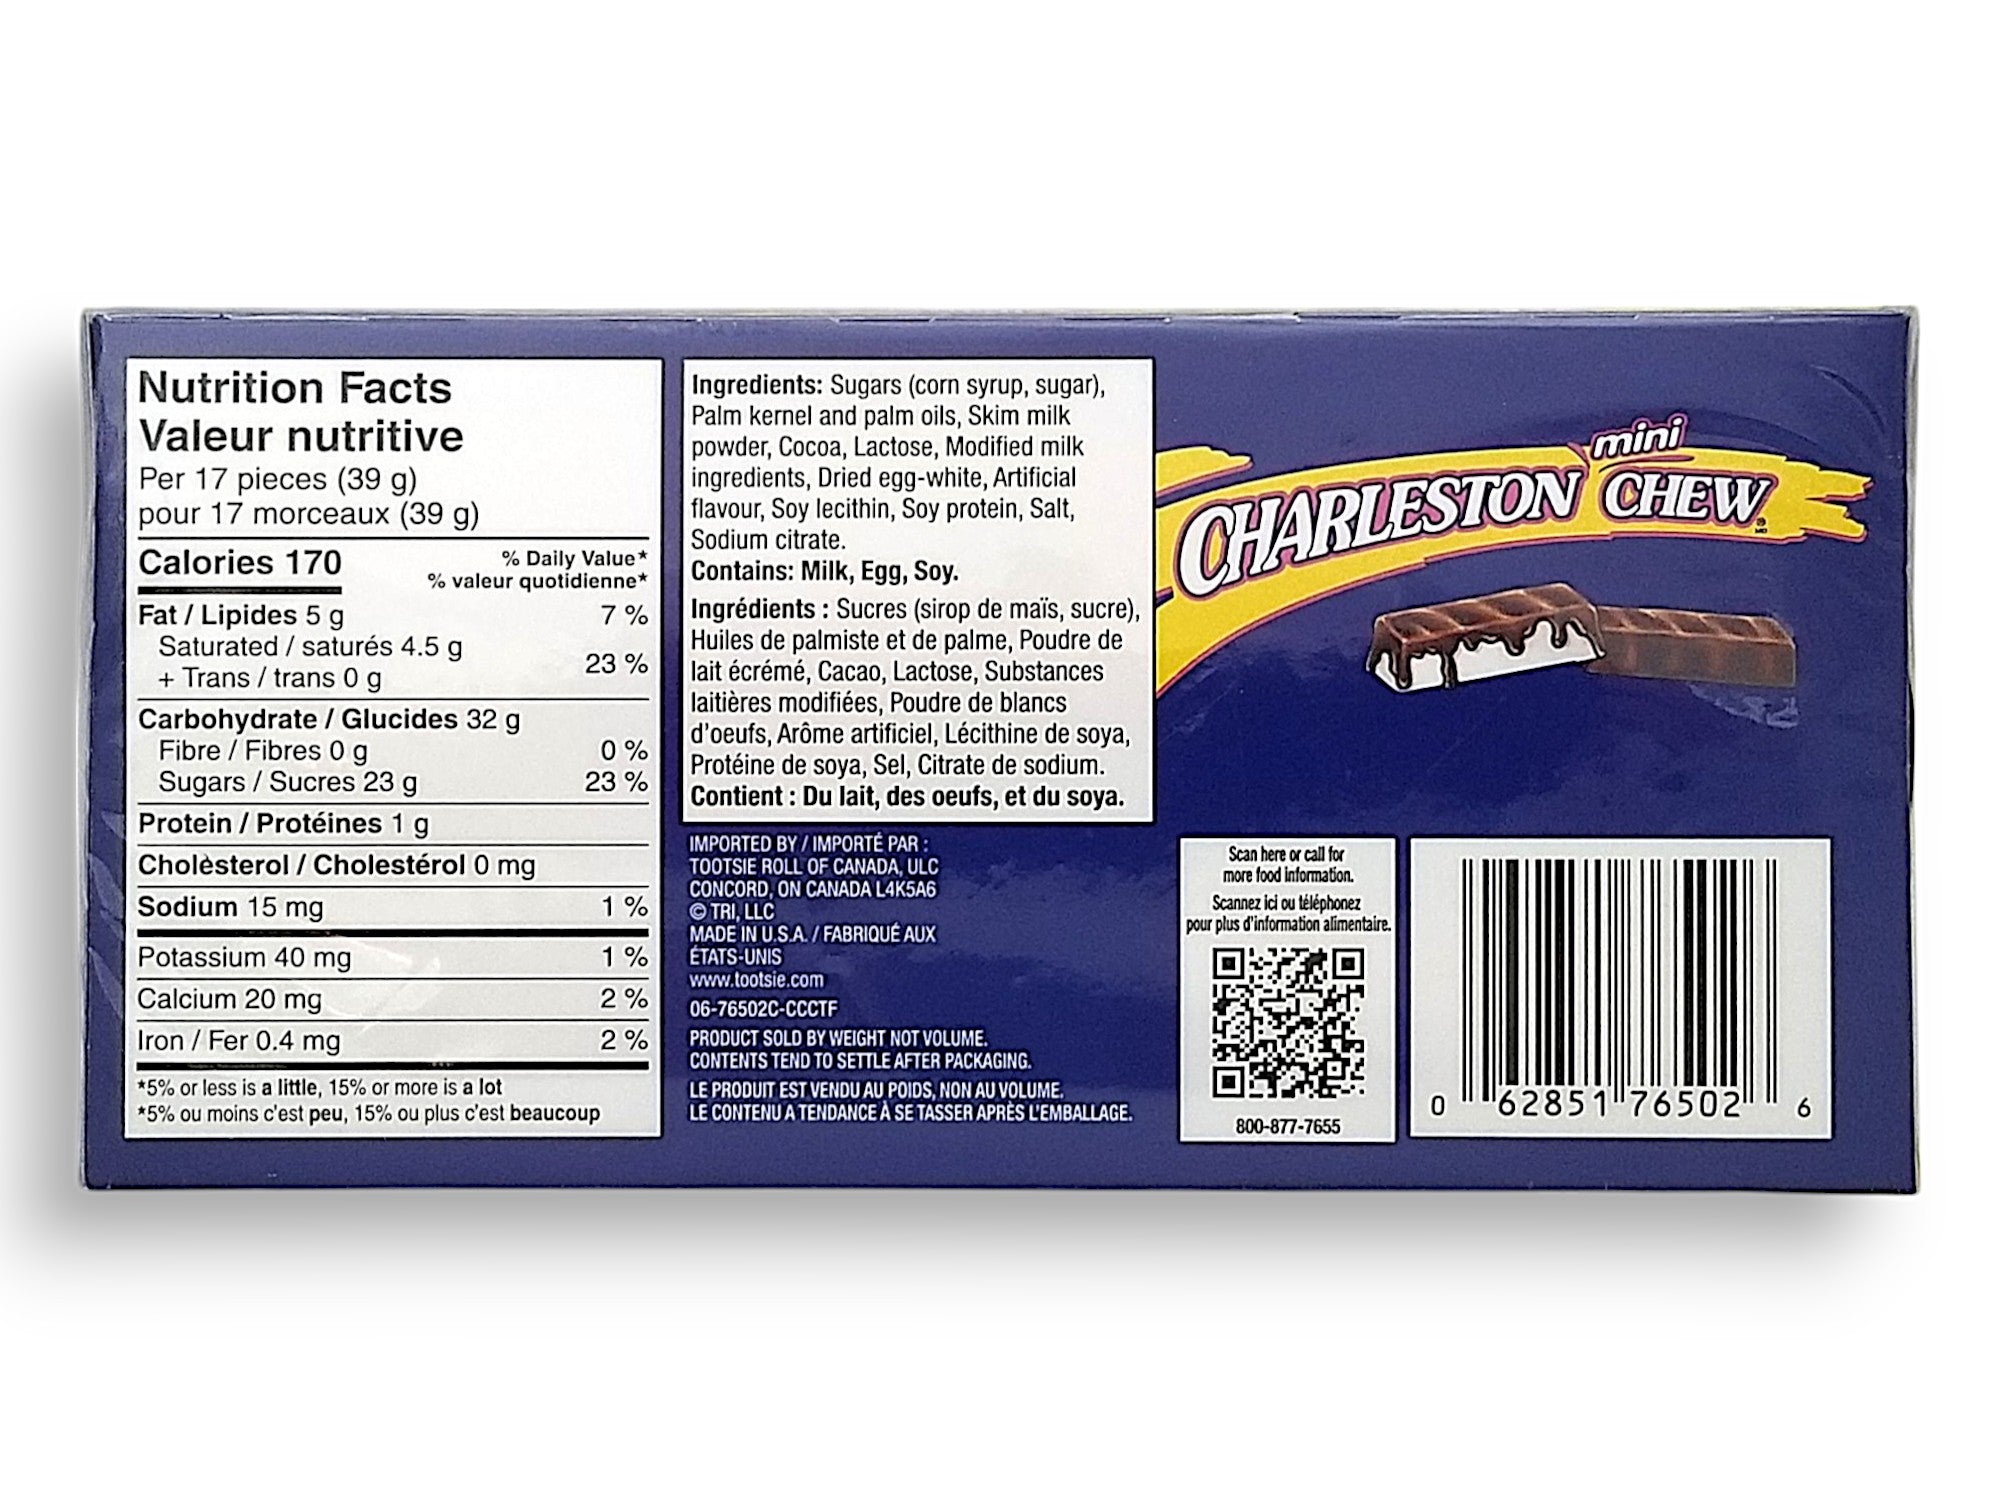 Nutrition Facts
Valeur nutritive
Per 17 pieces (39 g)
pour 17 morceaux (39 g)
Calories 170
% Daily Value*
% valeur quotidienne*
Fat / Lipides 5 g 7 %
Saturated / saturés 4.5 g
+ Trans / trans 0 g 23 %
Carbohydrate / Glucides 32 g
Fibre / Fibres 0 g 0 %
Sugars / Sucres 23 g 23 %
Protein / Protéines 1 g
Cholesterol / Cholestérol 0 mg
Sodium 15 mg 1 %
Potassium 40 mg 1 %
Calcium 20 mg 2 %
Iron / Fer 0.4 mg 2 %
*5% or less is a little, 15% or more is a lot
*5% ou moins c'est peu, 15% ou plus c'est beaucoup
Ingredients: Sugars (corn syrup, sugar),
Palm kernel and palm oils, Skim milk
powder, Cocoa, Lactose, Modified milk
ingredients, Dried egg-white, Artificial
flavour, Soy lecithin, Soy protein, Salt,
Sodium citrate.
Contains: Milk, Egg, Soy.
Ingrédients : Sucres (sirop de maïs, sucre),
Huiles de palmiste et de palme, Poudre de
lait écrémé, Cacao, Lactose, Substances
laitières modifiées, Poudre de blancs
d'oeufs, Arôme artificiel, Lécithine de soya,
Protéine de soya, Sel, Citrate de sodium.
Contient : Du lait, des oeufs, et du soya.
IMPORTED BY / IMPORTÉ PAR :
TOOTSIE ROLL OF CANADA, ULC
CONCORD, ON CANADA L4K5A6
© TRI, LLC
MADE IN U.S.A. / FABRIQUÉ AUX
ÉTATS-UNIS
www.tootsie.com
06-76502C-CCCTF
PRODUCT SOLD BY WEIGHT NOT VOLUME.
CONTENTS TEND TO SETTLE AFTER PACKAGING.
LE PRODUIT EST VENDU AU POIDS, NON AU VOLUME.
LE CONTENU A TENDANCE À SE TASSER APRÈS L'EMBALLAGE.
mini
CHARLESTON CHEW
® MD
Scan here or call for
more food information.
Scannez ici ou téléphonez
pour plus d'information alimentaire.
800-877-7655
0 62851 76502 6